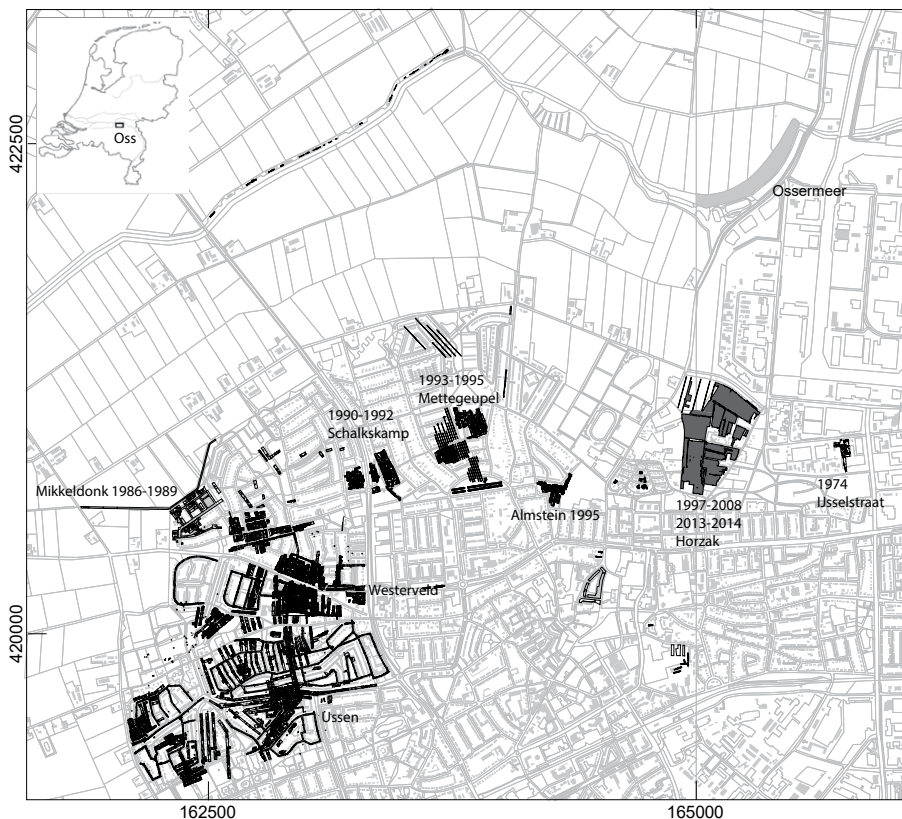 Oss
422500
Ossermeer
1993-1995
Mettegeupel
1990-1992
Schalkskamp
Mikkeldonk 1986-1989
Almstein 1995
1997-2008
2013-2014
Horzak
1974
IJsselstraat
Westerveld
420000
Ussen
162500
165000